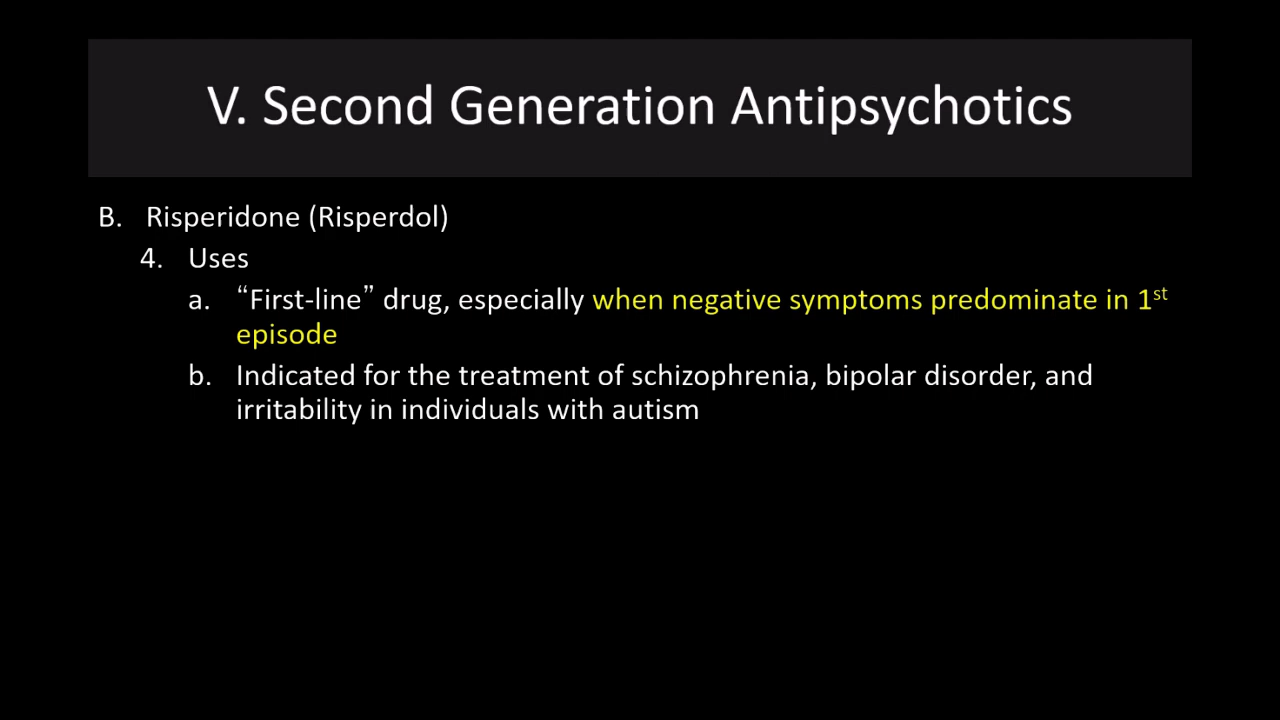 V. Second Generation Antipsychotics
B. Risperidone (Risperdol)
4. Uses
a. “First-line” drug, especially when negative symptoms predominate in 1st
episode
b. Indicated for the treatment of schizophrenia, bipolar disorder, and
irritability in individuals with autism